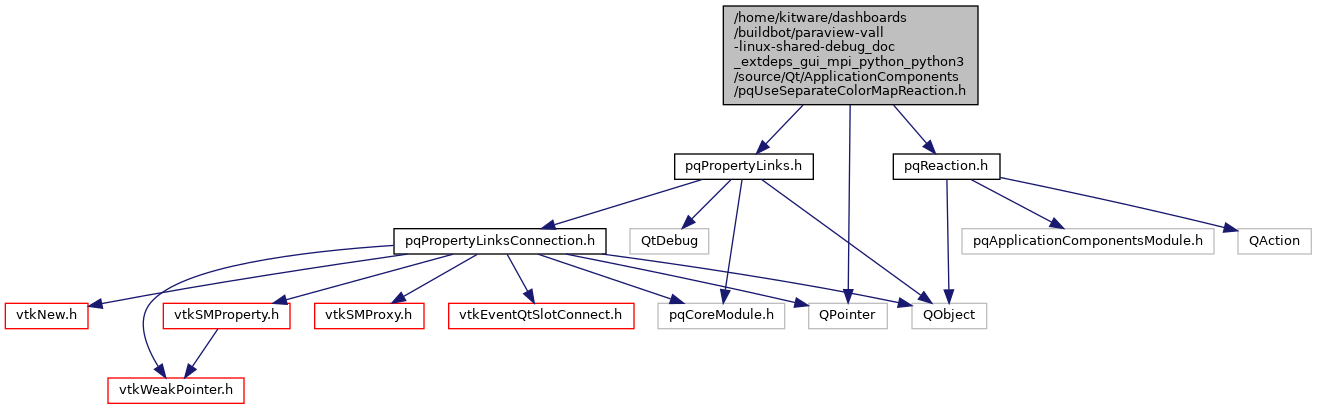 /home/kitware/dashboards
/buildbot/paraview-vall
-linux-shared-debug_doc
_extdeps_gui_mpi_python_python3
/source/Qt/ApplicationComponents
/pqUseSeparateColorMapReaction.h
pqPropertyLinks.h
pqReaction.h
pqPropertyLinksConnection.h
QtDebug
pqApplicationComponentsModule.h
QAction
vtkNew.h
vtkSMProperty.h
vtkSMProxy.h
vtkEventQtSlotConnect.h
pqCoreModule.h
QPointer
QObject
vtkWeakPointer.h